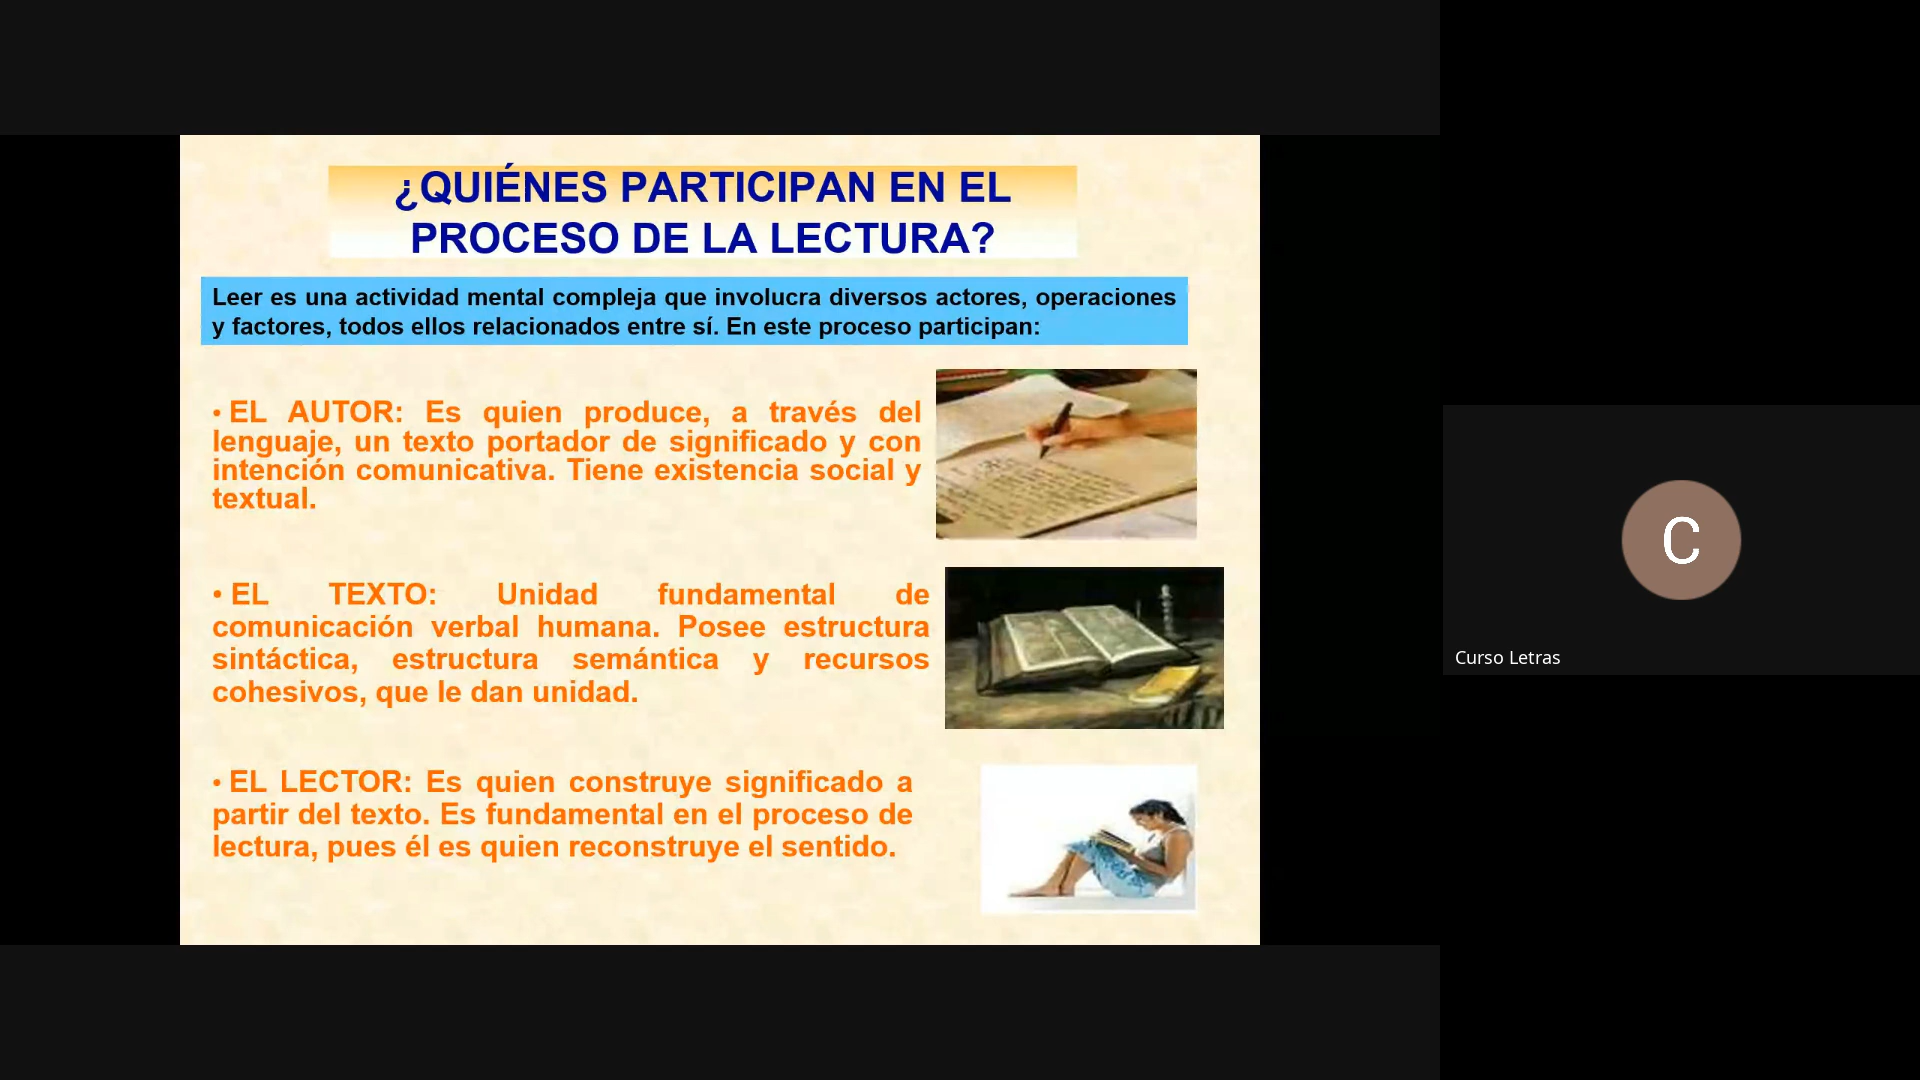 ¿QUIÉNES PARTICIPAN EN EL
PROCESO DE LA LECTURA?
Leer es una actividad mental compleja que involucra diversos actores, operaciones
y factores, todos ellos relacionados entre sí. En este proceso participan:
• EL AUTOR: Es quien produce, a través del
lenguaje, un texto portador de significado y con
intención comunicativa. Tiene existencia social y
textual.
• EL TEXTO: Unidad fundamental de
comunicación verbal humana. Posee estructura
sintáctica, estructura semántica y recursos
cohesivos, que le dan unidad.
• EL LECTOR: Es quien construye significado a
partir del texto. Es fundamental en el proceso de
lectura, pues él es quien reconstruye el sentido.
C
Curso Letras